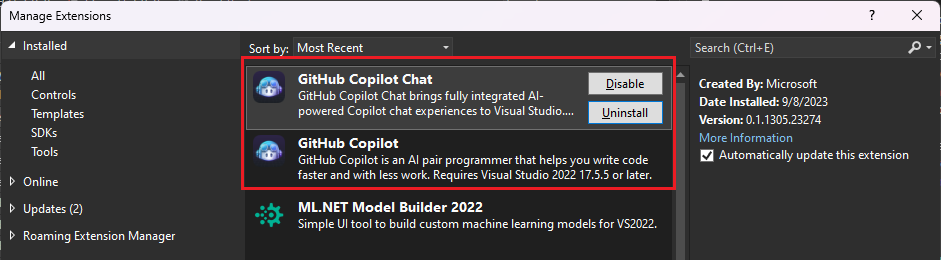 Manage Extensions
Installed
All
Controls
Templates
SDKs
Tools
Online
Updates (2)
Roaming Extension Manager
Sort by: Most Recent
GitHub Copilot Chat
GitHub Copilot Chat brings fully integrated AI-
powered Copilot chat experiences to Visual Studio....
Disable
Uninstall
GitHub Copilot
GitHub Copilot is an AI pair programmer that helps you write code
faster and with less work. Requires Visual Studio 2022 17.5.5 or later.
ML.NET Model Builder 2022
Simple UI tool to build custom machine learning models for VS2022.
Search (Ctrl+E)
Created By: Microsoft
Date Installed: 9/8/2023
Version: 0.1.1305.23274
More Information
Automatically update this extension